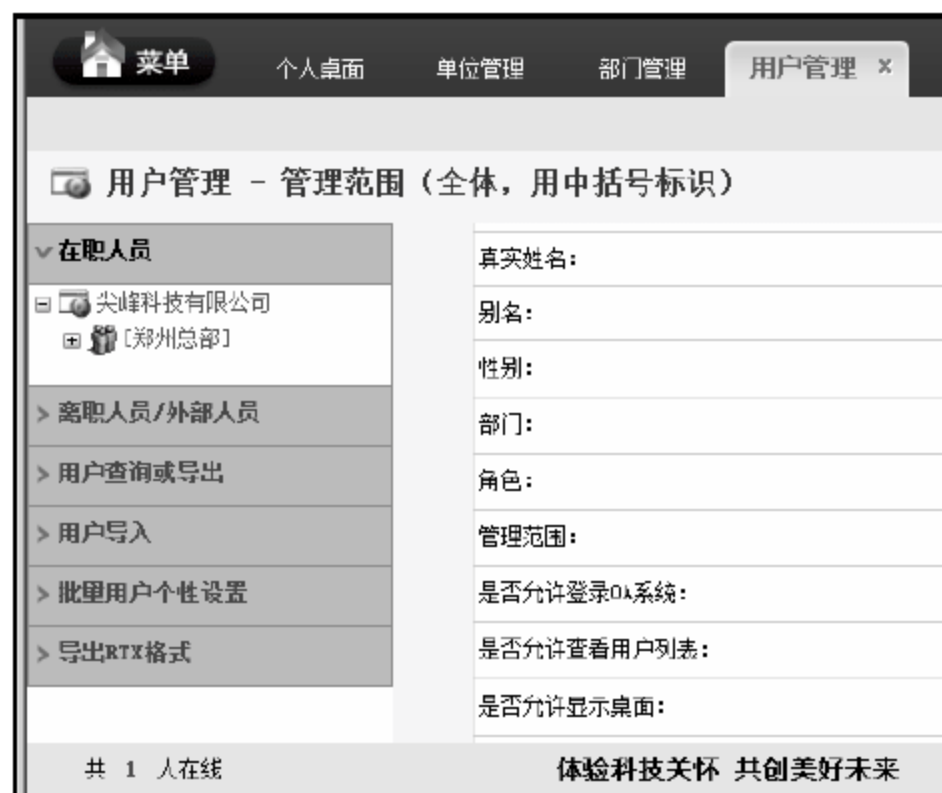 菜单 个人桌面 单位管理 部门管理 用户管理 ×
用户管理 - 管理范围（全体，用中括号标识）
在职人员
尖峰科技有限公司
[郑州总部]
离职人员/外部人员
用户查询或导出
用户导入
批量用户个性设置
导出RTX格式
真实姓名：
别名：
性别：
部门：
角色：
管理范围：
是否允许登录OA系统：
是否允许查看用户列表：
是否允许显示桌面：
共 1 人在线
体验科技关怀 共创美好未来